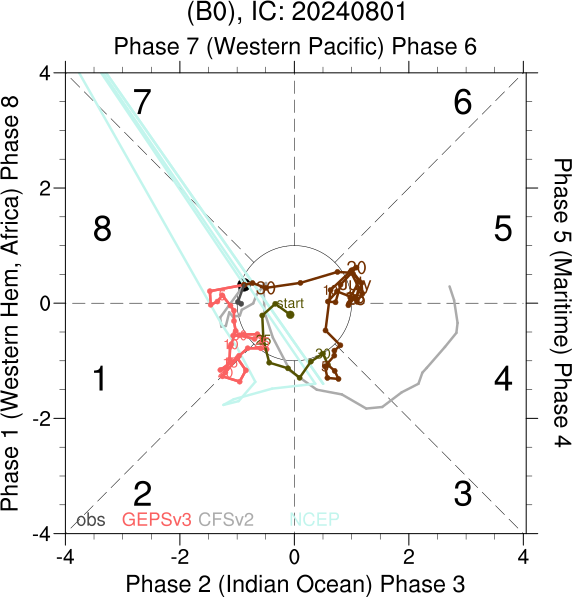 (B0), IC: 20240801
Phase 7 (Western Pacific) Phase 6
Phase 1 (Western Hem, Africa) Phase 8
Phase 5 (Maritime) Phase 4
4
2
0
-2
-4
7
6
8
5
1
4
2
3
start
20
30
obs GEPSv3 CFSv2 NCEP
-4 -2 0 2 4
Phase 2 (Indian Ocean) Phase 3